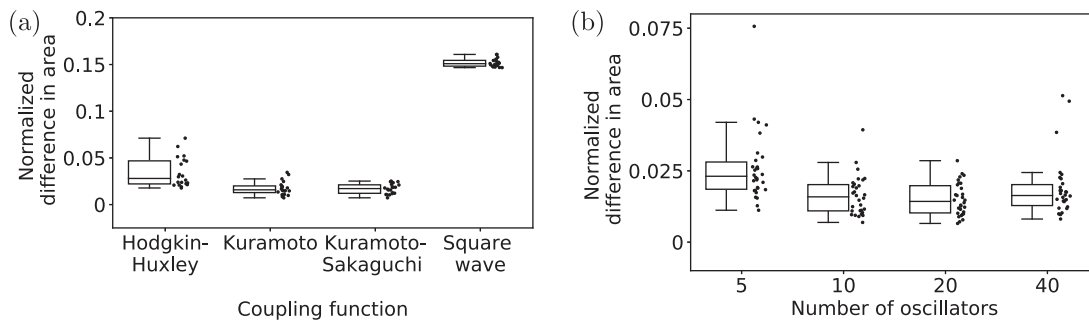 (a)
Normalized
difference in area
0.2
0.15
0.1
0.05
0
Hodgkin-
Huxley
Kuramoto
Kuramoto-
Sakaguchi
Square
wave
Coupling function
(b)
Normalized
difference in area
0.075
0.05
0.025
0
5
10
20
40
Number of oscillators